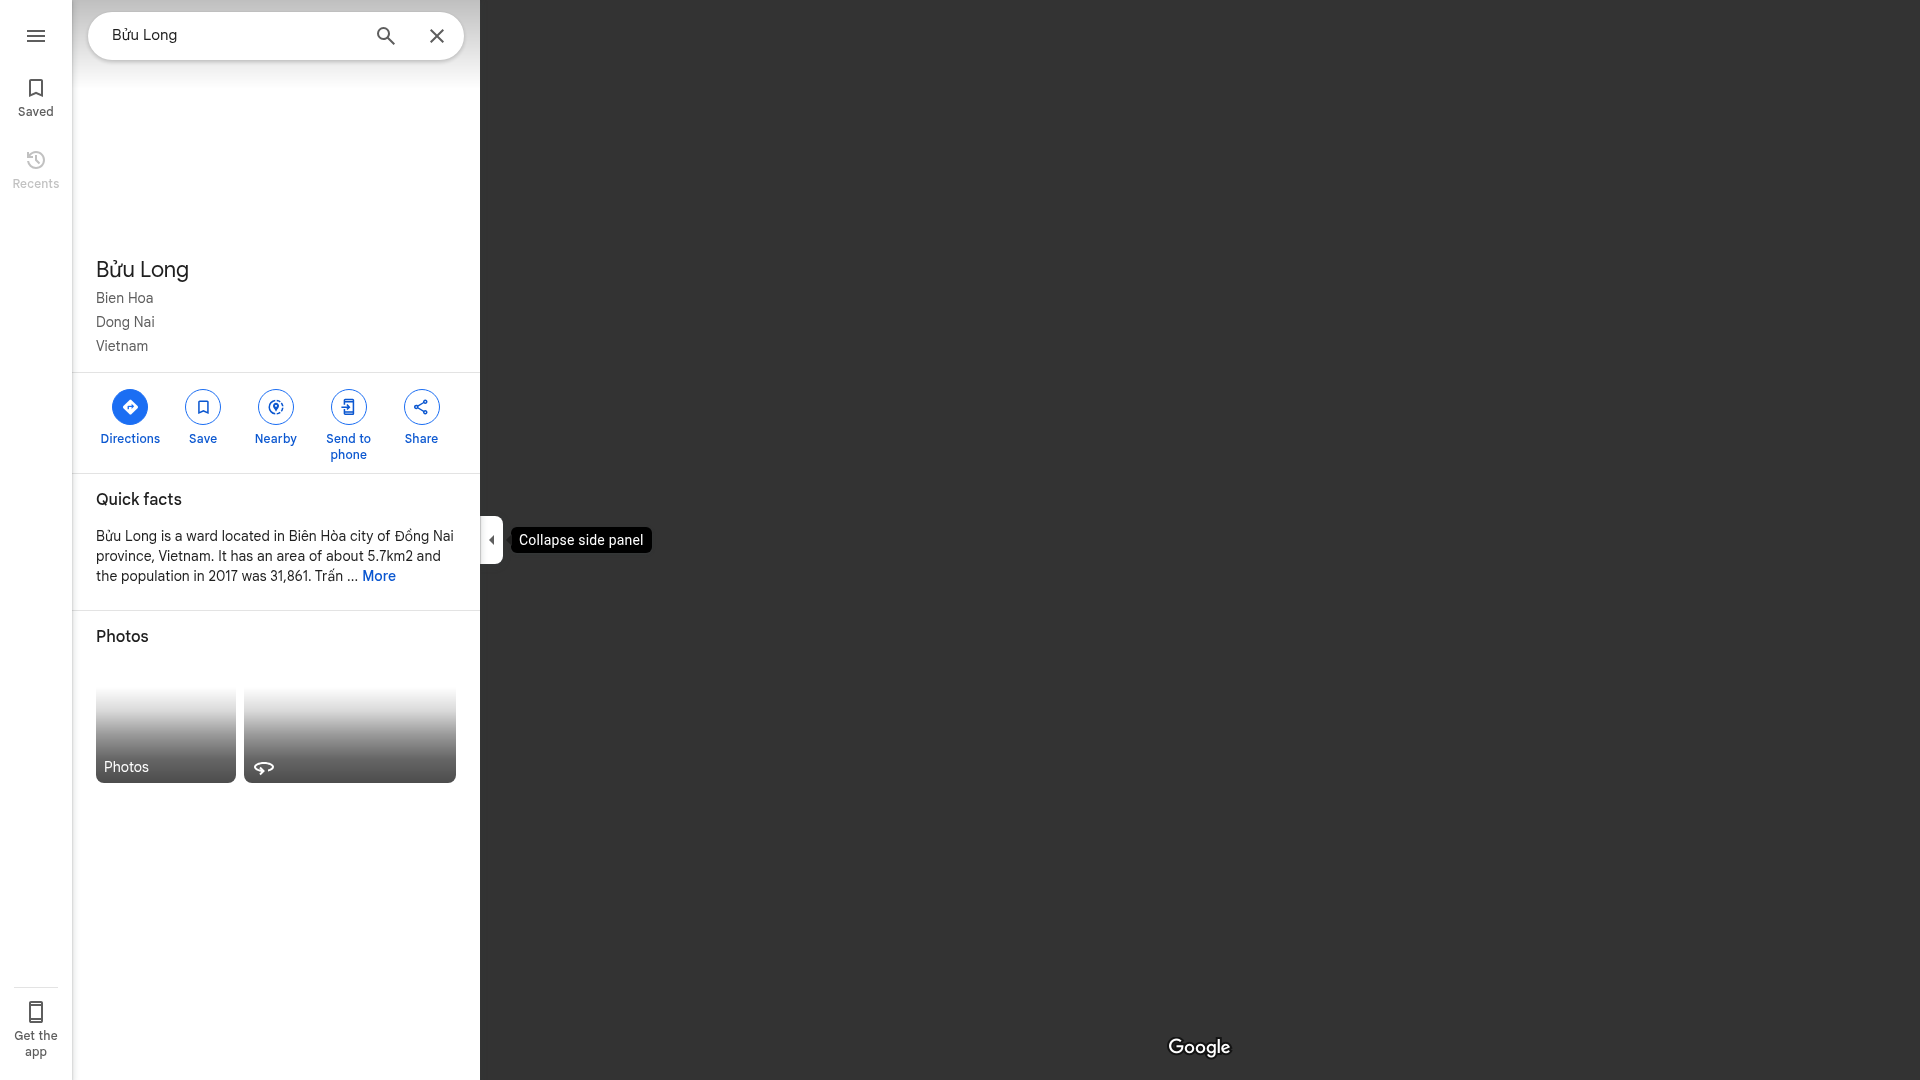 Bửu Long
Saved
Recents
Bửu Long
Bien Hoa
Dong Nai
Vietnam
Directions
Save
Nearby
Send to
phone
Share
Quick facts
Bửu Long is a ward located in Biên Hòa city of Đồng Nai
province, Vietnam. It has an area of about 5.7km2 and
the population in 2017 was 31,861. Trấn ... More
Collapse side panel
Photos
Photos
Get the
app
Google